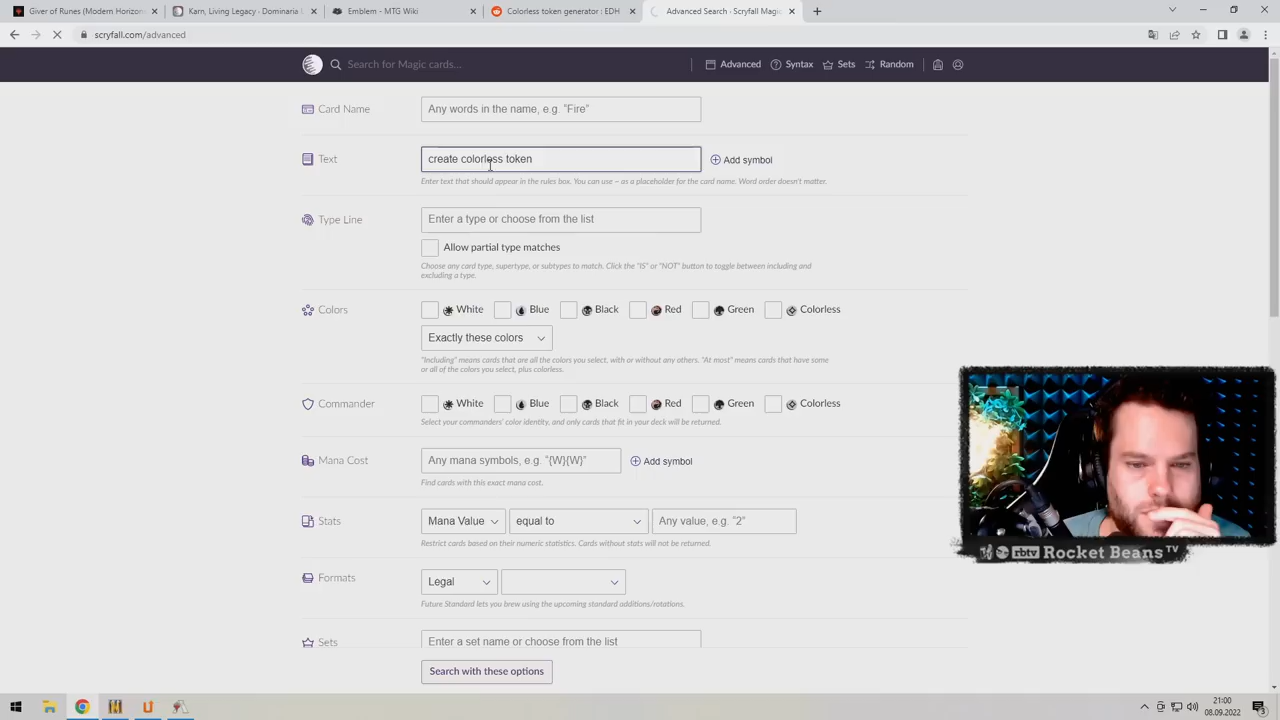 Giver of Runes (Modern Horizon
Karn, Living Legacy - Dominaria
Emblem - MTG Wiki
Colorless token generator | EDH
Advanced Search · Scryfall Magic
scryfall.com/advanced
Search for Magic cards...
Advanced
Syntax
Sets
Random
Card Name
Any words in the name, e.g. "Fire"
Text
create colorless token
Add symbol
Enter text that should appear in the rules box. You can use ~ as a placeholder for the card name. Word order doesn't matter.
Type Line
Enter a type or choose from the list
Allow partial type matches
Choose any card type, supertype, or subtypes to match. Click the "IS" or "NOT" button to toggle between including and
excluding a type.
Colors
White
Blue
Black
Red
Green
Colorless
Exactly these colors
"Including" means cards that are all the colors you select, with or without any others. "At most" means cards that have some
or all of the colors you select, plus colorless.
Commander
White
Blue
Black
Red
Green
Colorless
Select your commanders' color identity, and only cards that fit in your deck will be returned.
Mana Cost
Any mana symbols, e.g. "{W}{W}"
Add symbol
Find cards with this exact mana cost.
Stats
Mana Value
equal to
Any value, e.g. "2"
Restrict cards based on their numeric statistics. Cards without stats will not be returned.
Formats
Legal
Future Standard lets you brew using the upcoming standard additions/rotations.
Sets
Enter a set name or choose from the list
Search with these options
rbtv Rocket Beans TV
21:00
08.09.2022
3